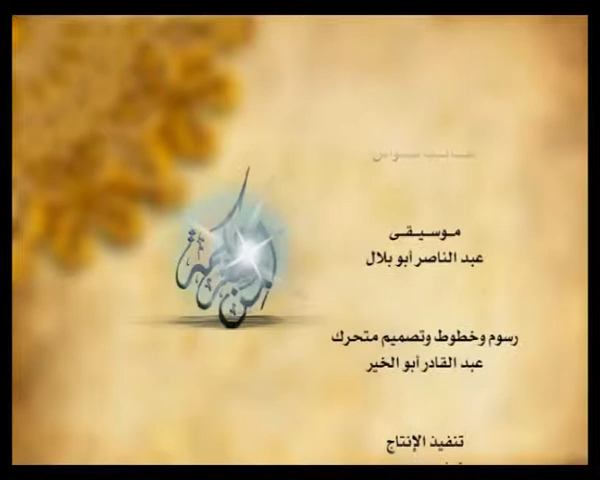 موسيقى
عبد الناصر أبو بلال
رسوم وخطوط وتصميم متحرك
عبد القادر أبو الخير
تنفيذ الإنتاج